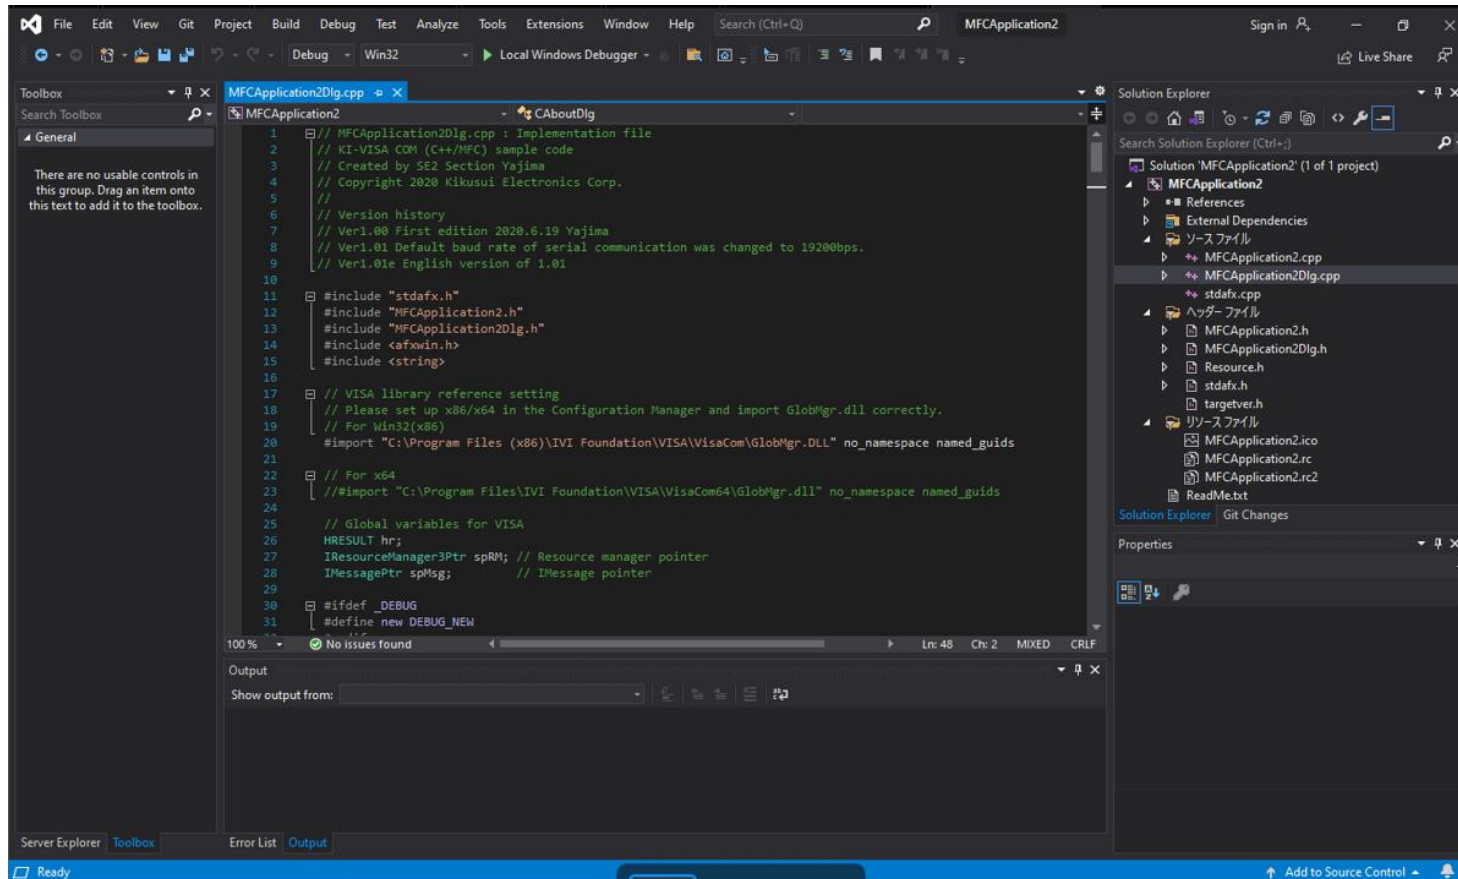 File Edit View Git Project Build Debug Test Analyze Tools Extensions Window Help Search (Ctrl+Q) MFCApplication2 Sign in
Debug Win32 Local Windows Debugger Live Share
Toolbox
Search Toolbox
General
There are no usable controls in
this group. Drag an item onto
this text to add it to the toolbox.
Server Explorer Toolbox
MFCApplication2Dlg.cpp
MFCApplication2 CAboutDlg
1 // MFCApplication2Dlg.cpp : Implementation file
2 // KI-VISA COM (C++/MFC) sample code
3 // Created by SE2 Section Yajima
4 // Copyright 2020 Kikusui Electronics Corp.
5 //
6 // Version history
7 // Ver1.00 First edition 2020.6.19 Yajima
8 // Ver1.01 Default baud rate of serial communication was changed to 19200bps.
9 // Ver1.01e English version of 1.01
10
11 #include "stdafx.h"
12 #include "MFCApplication2.h"
13 #include "MFCApplication2Dlg.h"
14 #include <afxwin.h>
15 #include <string>
16
17 // VISA library reference setting
18 // Please set up x86/x64 in the Configuration Manager and import GlobMgr.dll correctly.
19 // For Win32(x86)
20 #import "C:\Program Files (x86)\IVI Foundation\VISA\VisaCom\GlobMgr.DLL" no_namespace named_guids
21
22 // For x64
23 //#import "C:\Program Files\IVI Foundation\VISA\VisaCom64\GlobMgr.dll" no_namespace named_guids
24
25 // Global variables for VISA
26 HRESULT hr;
27 IResourceManager3Ptr spRM; // Resource manager pointer
28 IMessagePtr spMsg; // IMessage pointer
29
30 #ifdef _DEBUG
31 #define new DEBUG_NEW
100 % No issues found Ln: 48 Ch: 2 MIXED CRLF
Output
Show output from:
Error List Output
Solution Explorer
Search Solution Explorer (Ctrl+;)
Solution 'MFCApplication2' (1 of 1 project)
MFCApplication2
References
External Dependencies
ソース ファイル
MFCApplication2.cpp
MFCApplication2Dlg.cpp
stdafx.cpp
ヘッダー ファイル
MFCApplication2.h
MFCApplication2Dlg.h
Resource.h
stdafx.h
targetver.h
リソース ファイル
MFCApplication2.ico
MFCApplication2.rc
MFCApplication2.rc2
ReadMe.txt
Solution Explorer Git Changes
Properties
Ready Add to Source Control